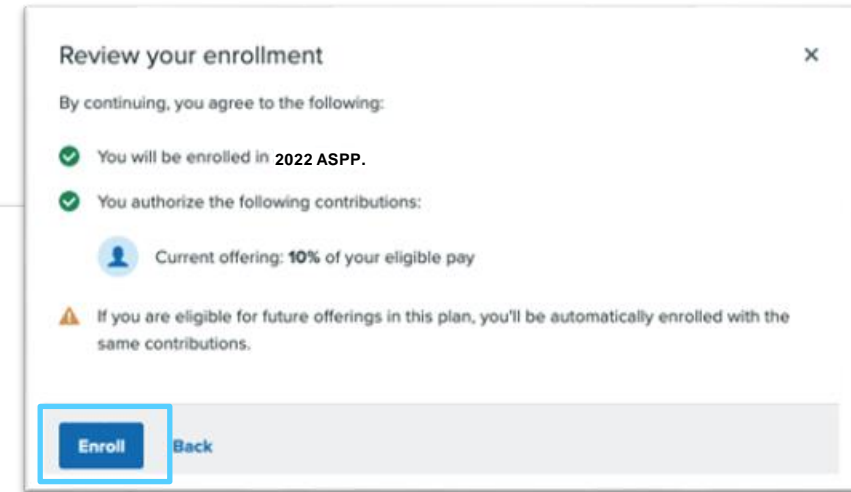 Review your enrollment
By continuing, you agree to the following:
You will be enrolled in 2022 ASPP.
You authorize the following contributions:
Current offering: 10% of your eligible pay
If you are eligible for future offerings in this plan, you'll be automatically enrolled with the
same contributions.
Enroll Back